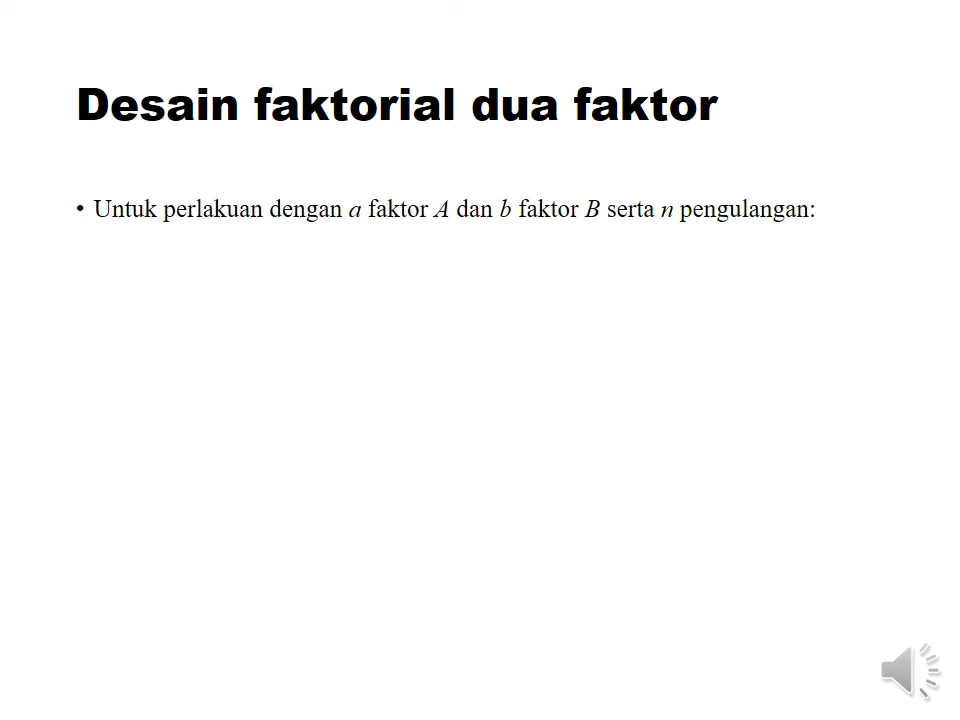 Desain faktorial dua faktor
• Untuk perlakuan dengan a faktor A dan b faktor B serta n pengulangan: